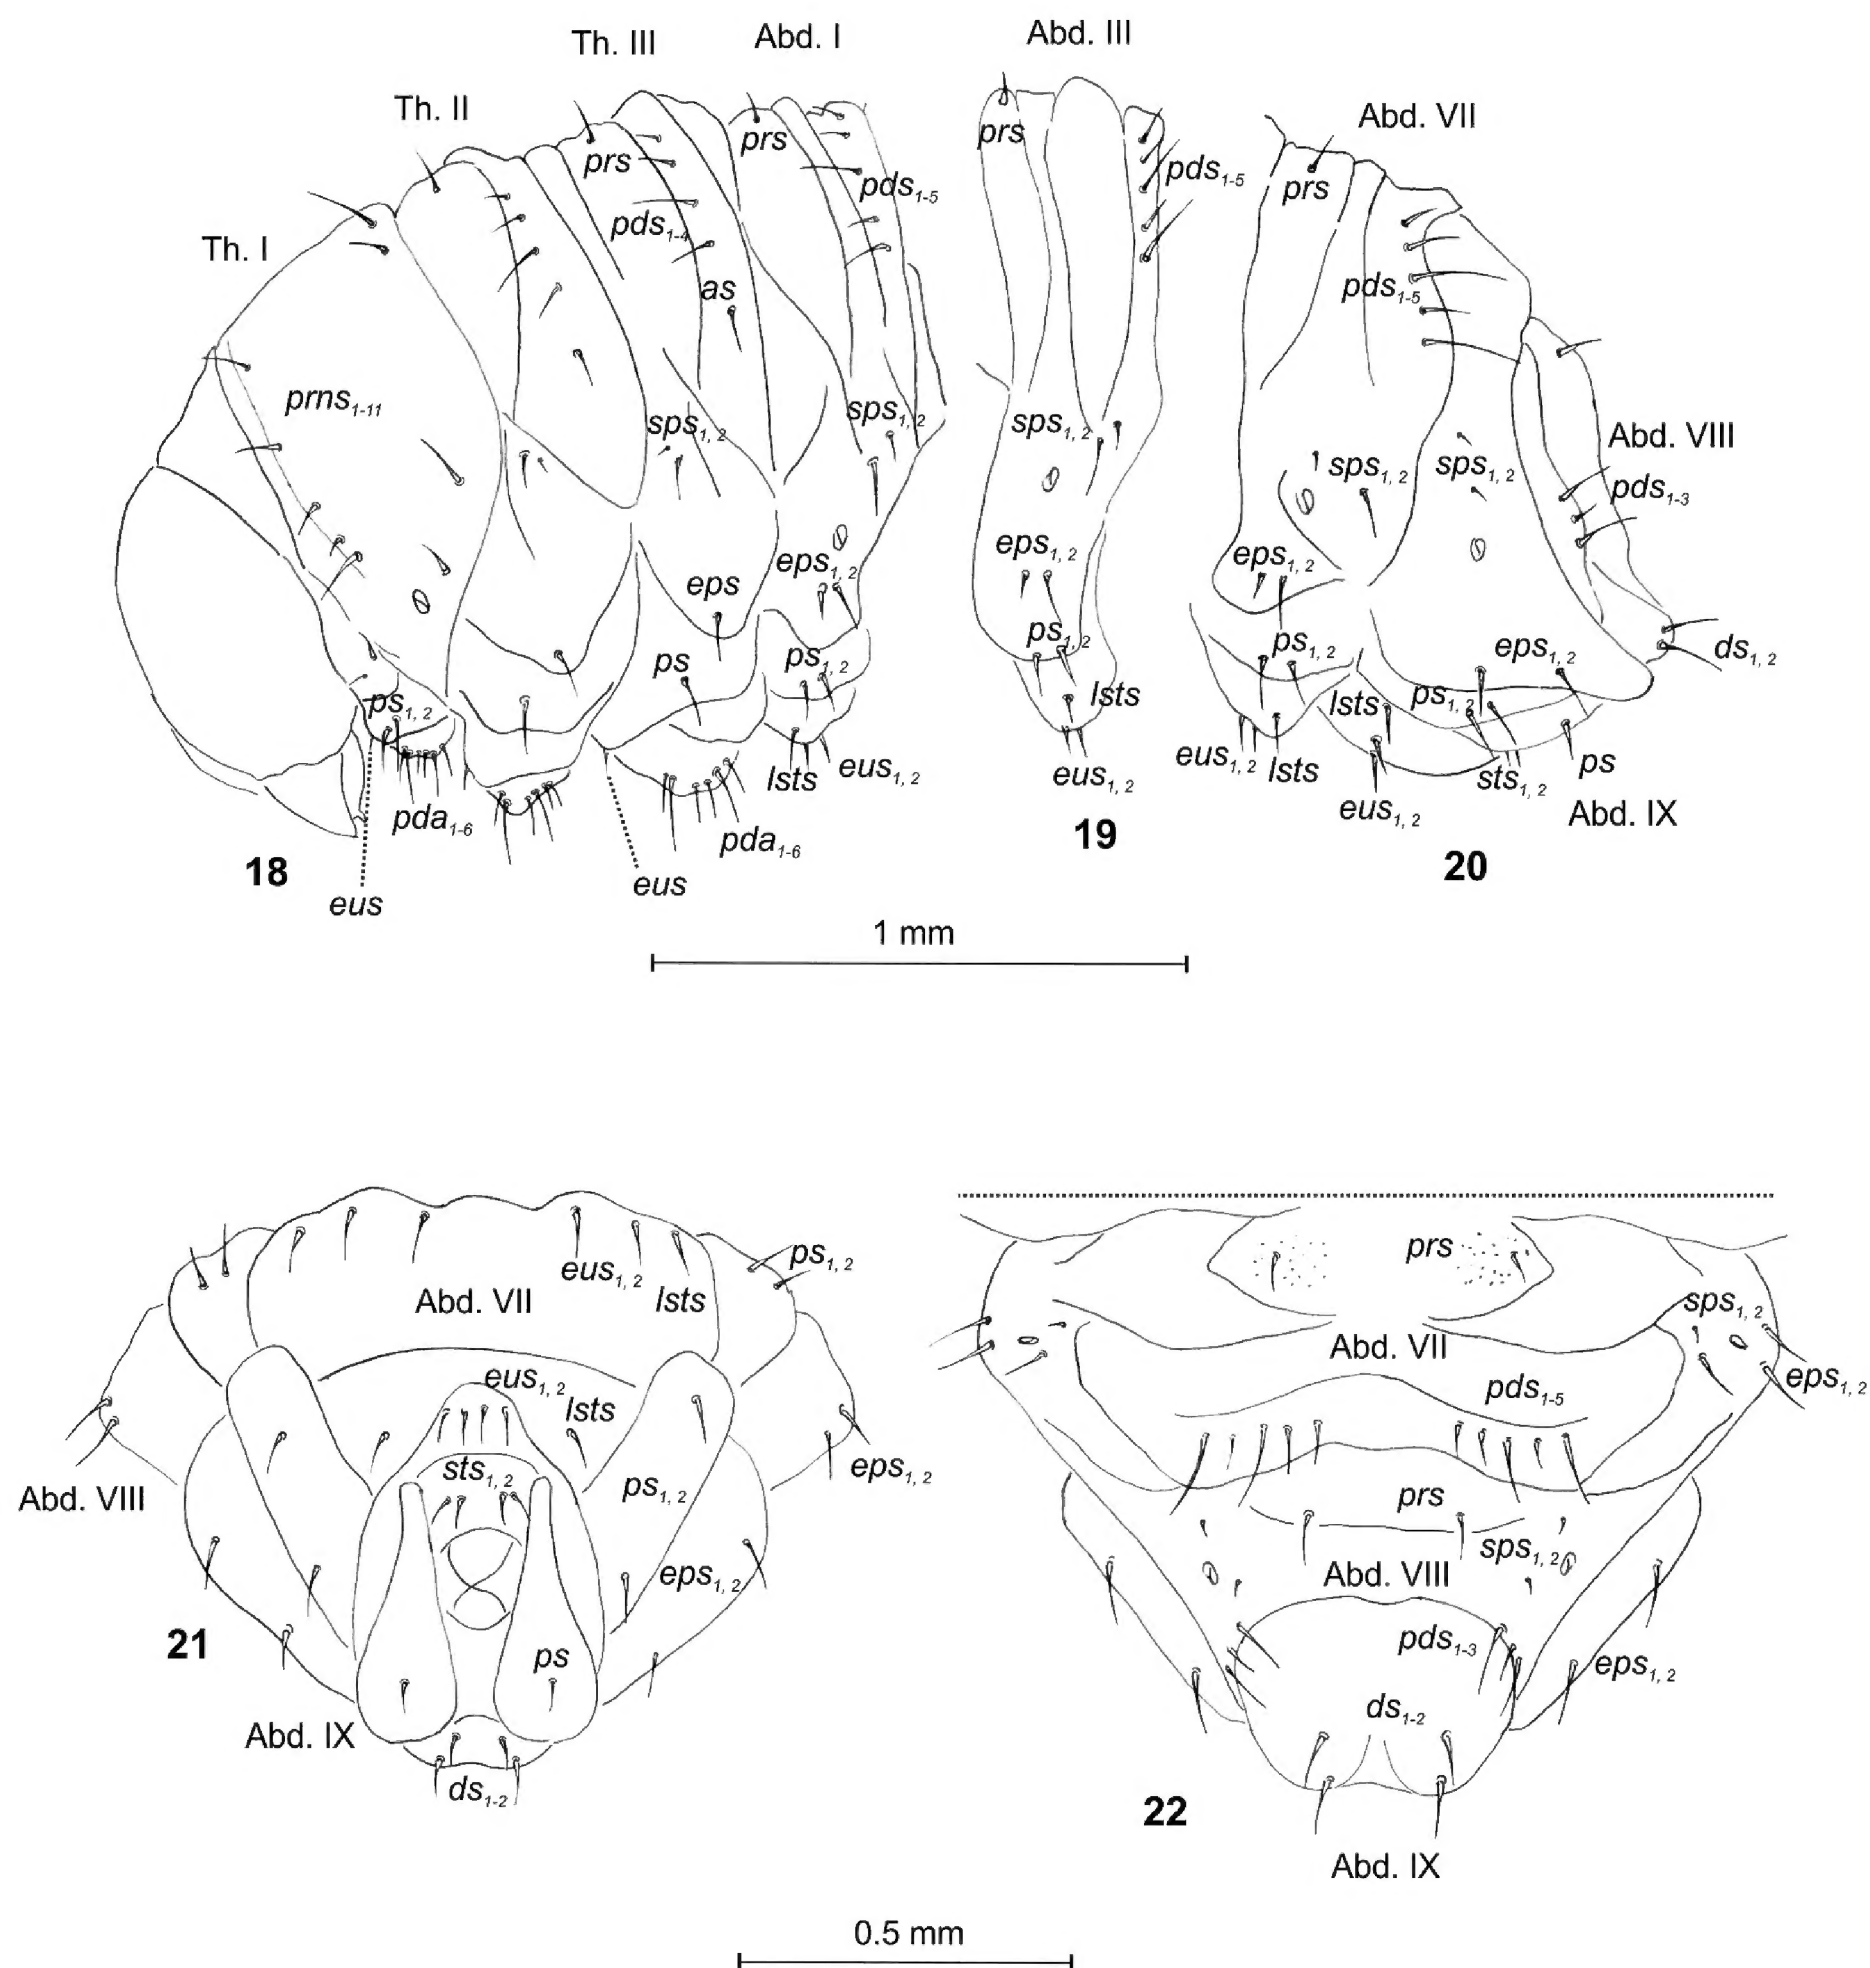 Th. III
Abd. I
Abd. III
Th. II
Abd. VII
Th. I
prs
prs
prs
prs
pds1-4
pds1-5
pds1-5
pds1-5
as
prns1-11
sps1, 2
sps1, 2
sps1, 2
sps1, 2
sps1, 2
Abd. VIII
pds1-3
eps
eps1, 2
eps1, 2
eps1, 2
eps1, 2
ds1, 2
ps
ps1, 2
ps1, 2
ps1, 2
ps1, 2
ps1, 2
lsts
lsts
lsts
lsts
eus1, 2
eus1, 2
eus1, 2
eus1, 2
sts1, 2
ps
Abd. IX
pda1-6
pda1-6
eus
eus
18
19
20
1 mm
ps1, 2
eus1, 2
lsts
Abd. VII
eus1, 2
lsts
sts1, 2
ps1, 2
eps1, 2
Abd. VIII
eps1, 2
21
ps
Abd. IX
ds1-2
prs
sps1, 2
Abd. VII
pds1-5
eps1, 2
prs
sps1, 2
Abd. VIII
pds1-3
eps1, 2
ds1-2
22
Abd. IX
0.5 mm